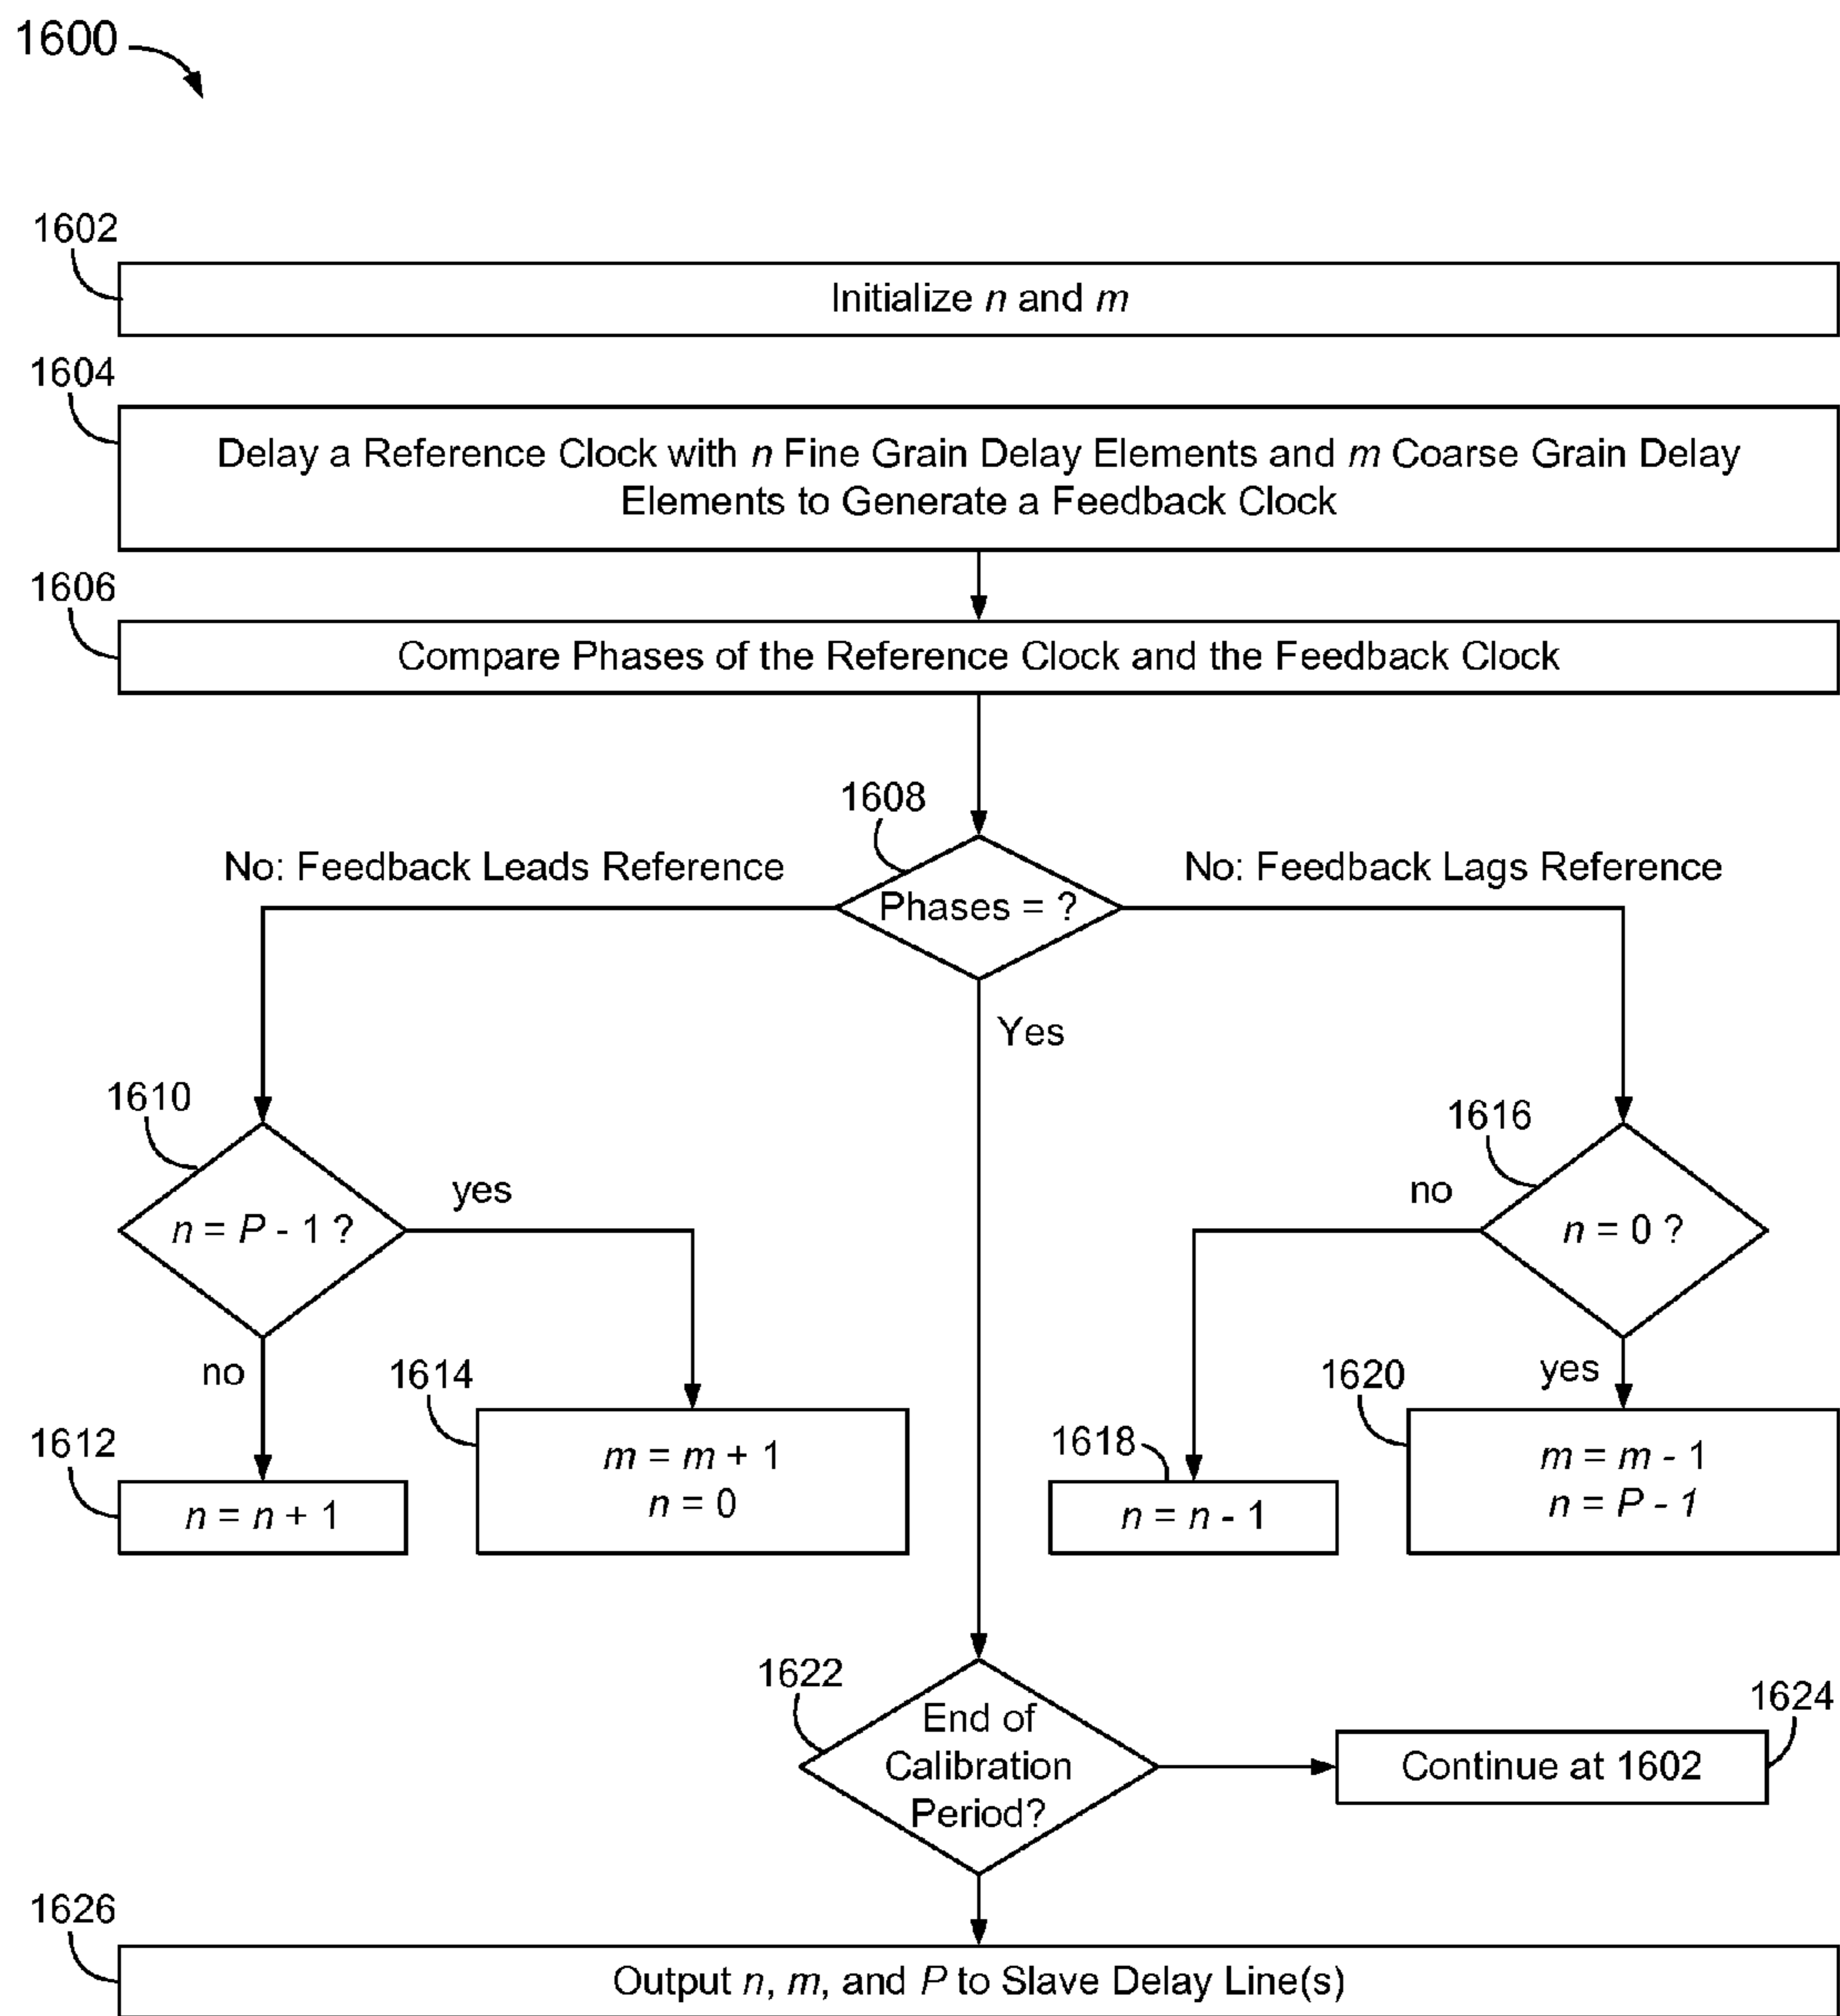 1600
1602
Initialize n and m
1604
Delay a Reference Clock with n Fine Grain Delay Elements and m Coarse Grain Delay
Elements to Generate a Feedback Clock
1606
Compare Phases of the Reference Clock and the Feedback Clock
1608
No: Feedback Leads Reference
Phases = ?
No: Feedback Lags Reference
Yes
1610
n = P - 1 ?
yes
no
1612
n = n + 1
1614
m = m + 1
n = 0
1616
n = 0 ?
no
yes
1618
n = n - 1
1620
m = m - 1
n = P - 1
1622
End of
Calibration
Period?
1624
Continue at 1602
1626
Output n, m, and P to Slave Delay Line(s)